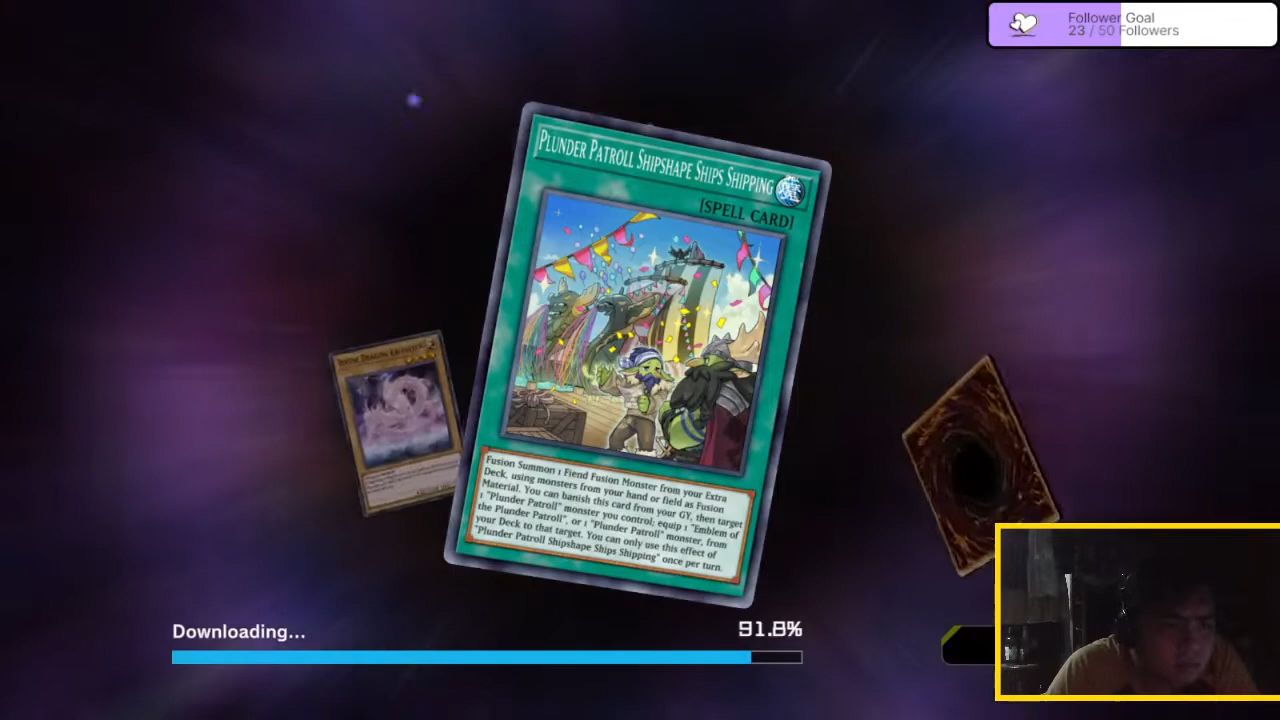 Follower Goal
23 / 50 Followers
PLUNDER PATROLL SHIPSHAPE SHIPS SHIPPING
魔
[SPELL CARD]
Fusion Summon 1 Fiend Fusion Monster from your Extra
Deck, using monsters from your hand or field as Fusion
Material. You can banish this card from your GY, then target
1 "Plunder Patroll" monster you control; equip 1 "Emblem of
the Plunder Patroll", or 1 "Plunder Patroll" monster, from
your Deck to that target. You can only use this effect of
"Plunder Patroll Shipshape Ships Shipping" once per turn.
Downloading...
91.8%